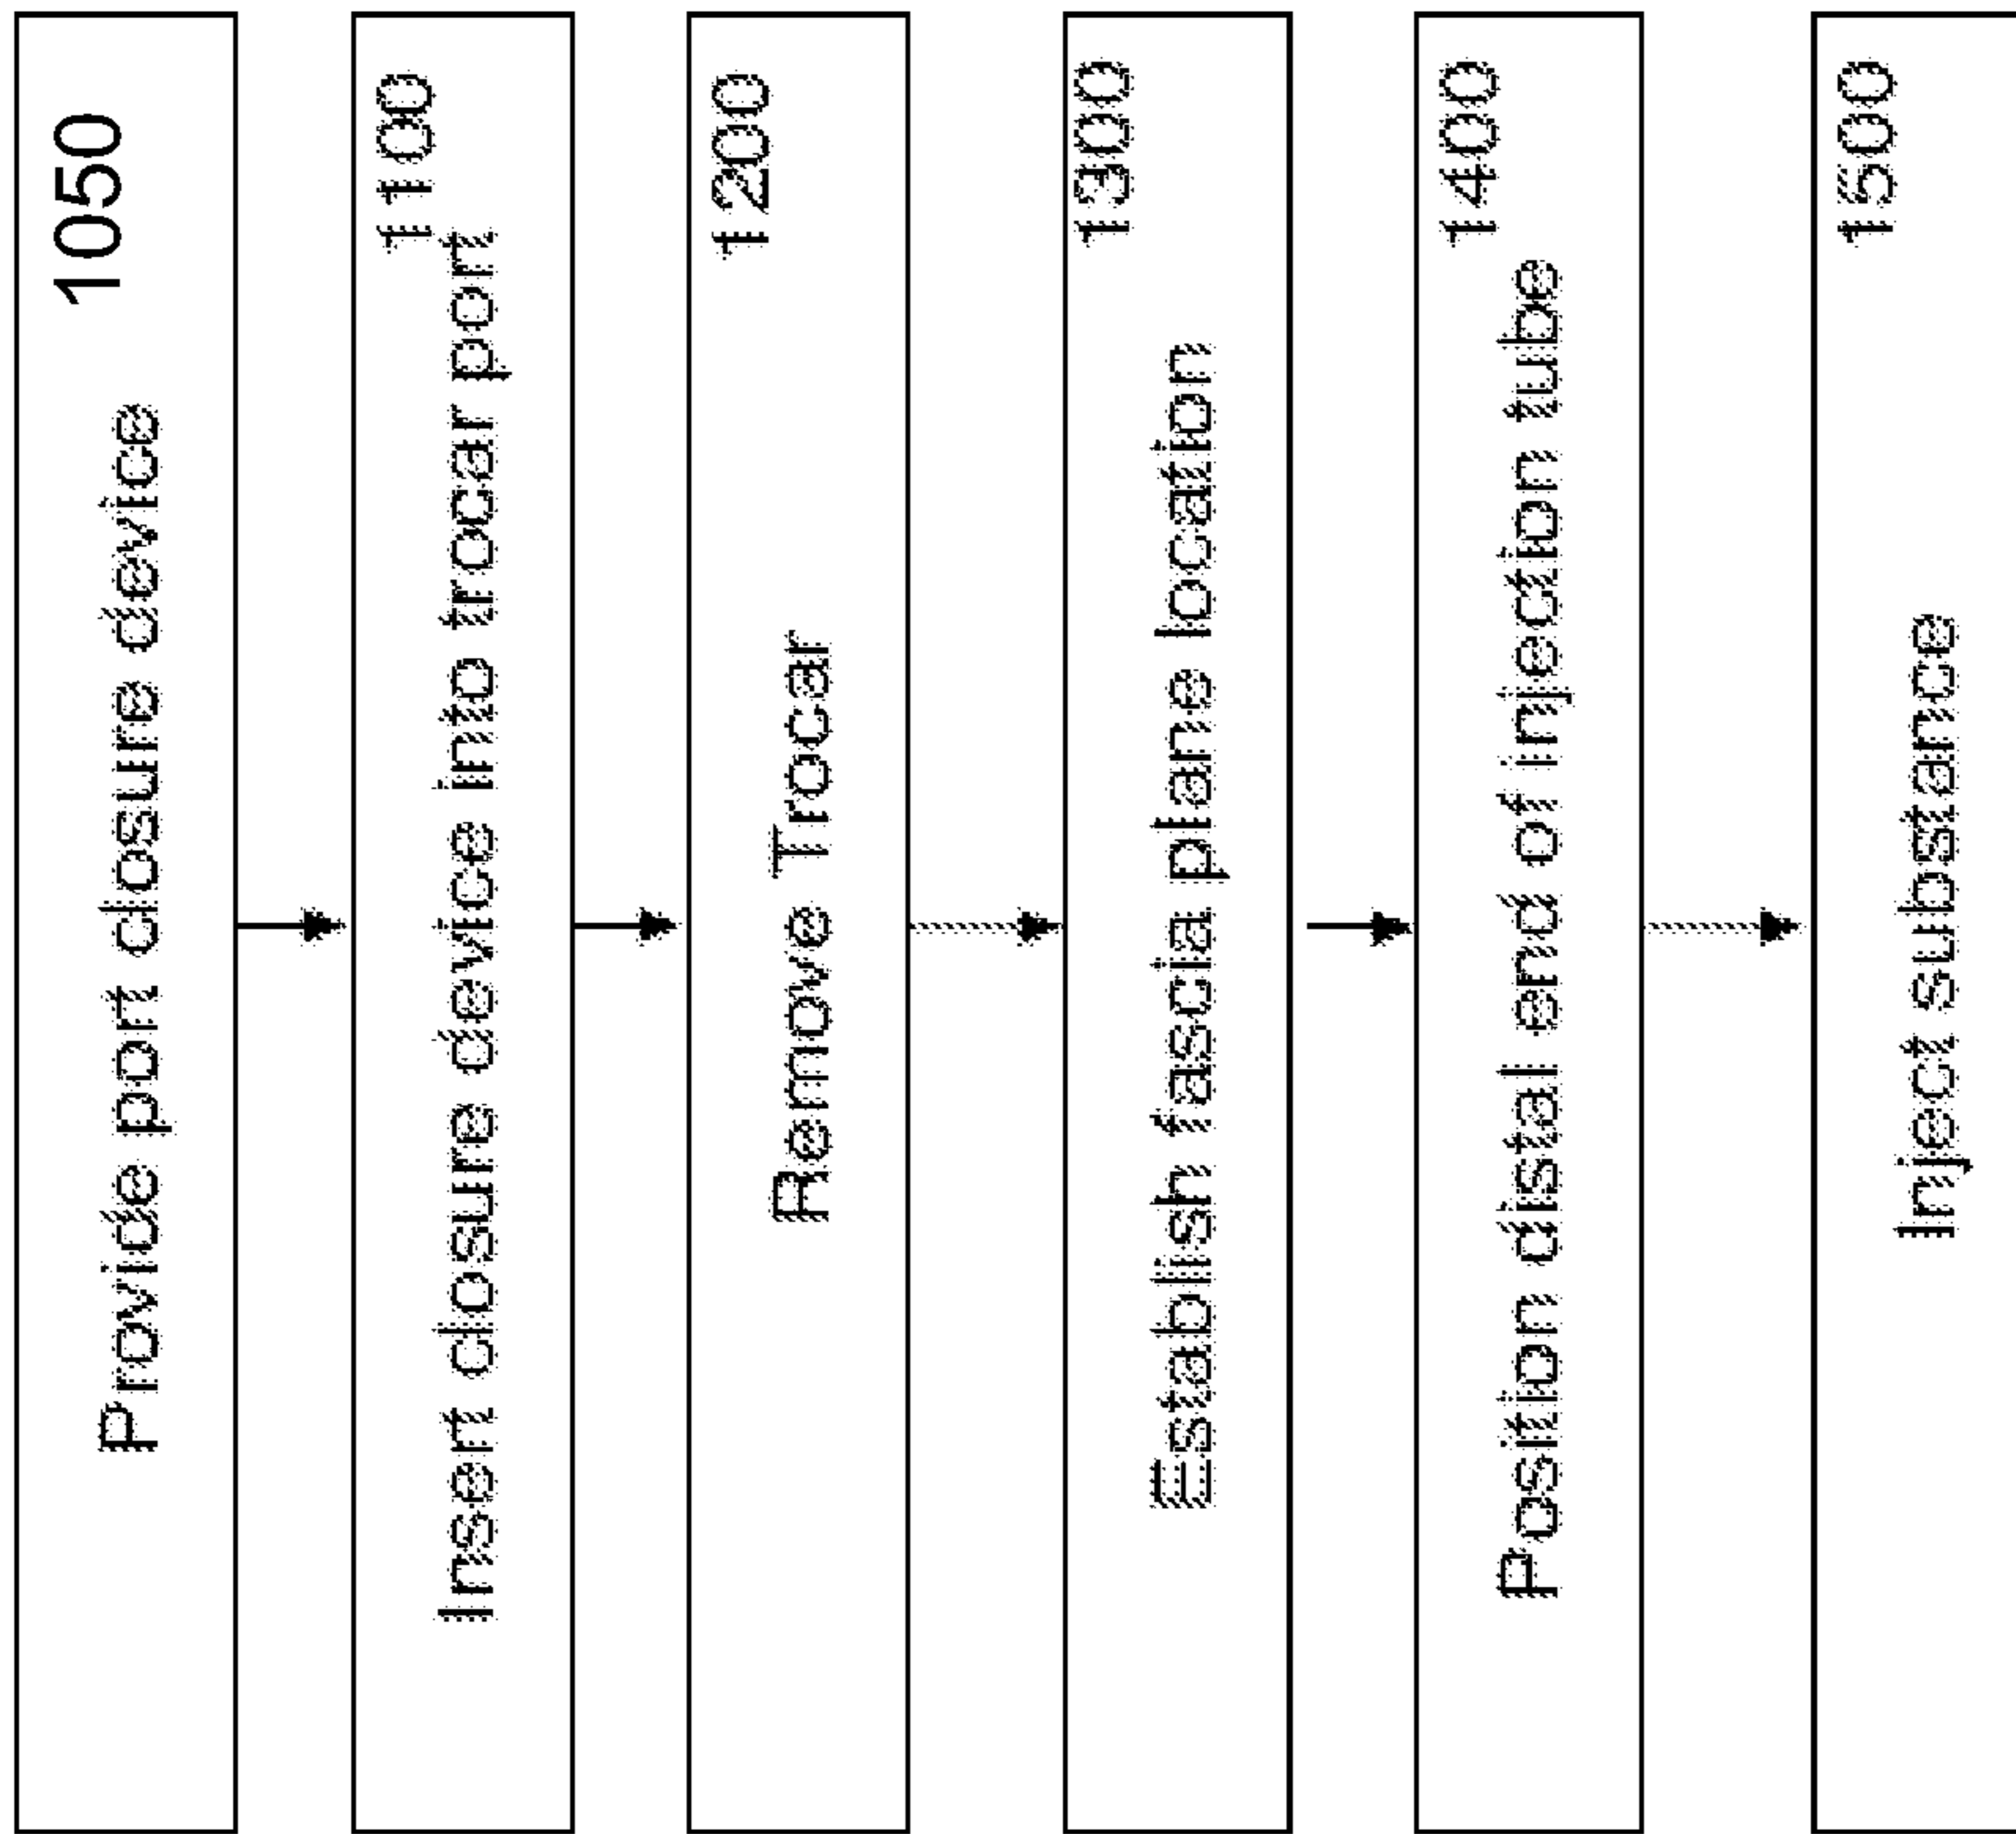 1050
Provide port closure device
1100
Insert closure device into trocar port
1200
Remove Trocar
1300
Establish fascia plane location
1400
Position distal end of injection tube
1500
Inject substance